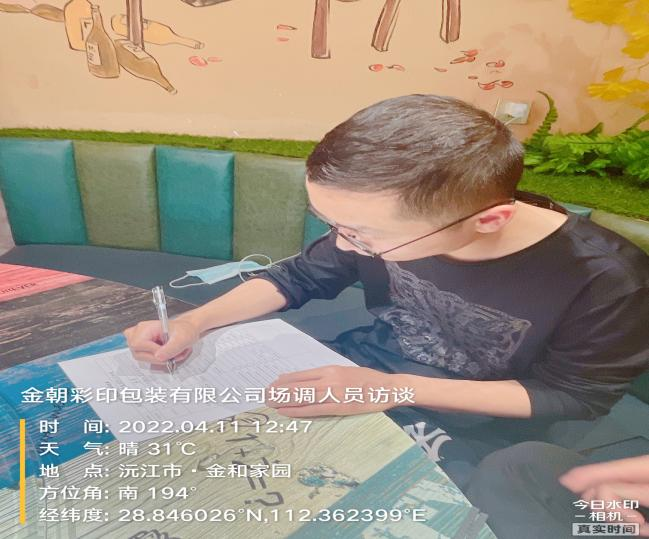 金朝彩印包装有限公司场调人员访谈
时 间: 2022.04.11 12:47
天 气: 晴 31℃
地 点: 沅江市·金和家园
方位角: 南 194°
经纬度: 28.846026°N,112.362399°E
今日水印
-相机-
真实时间
1+1=?